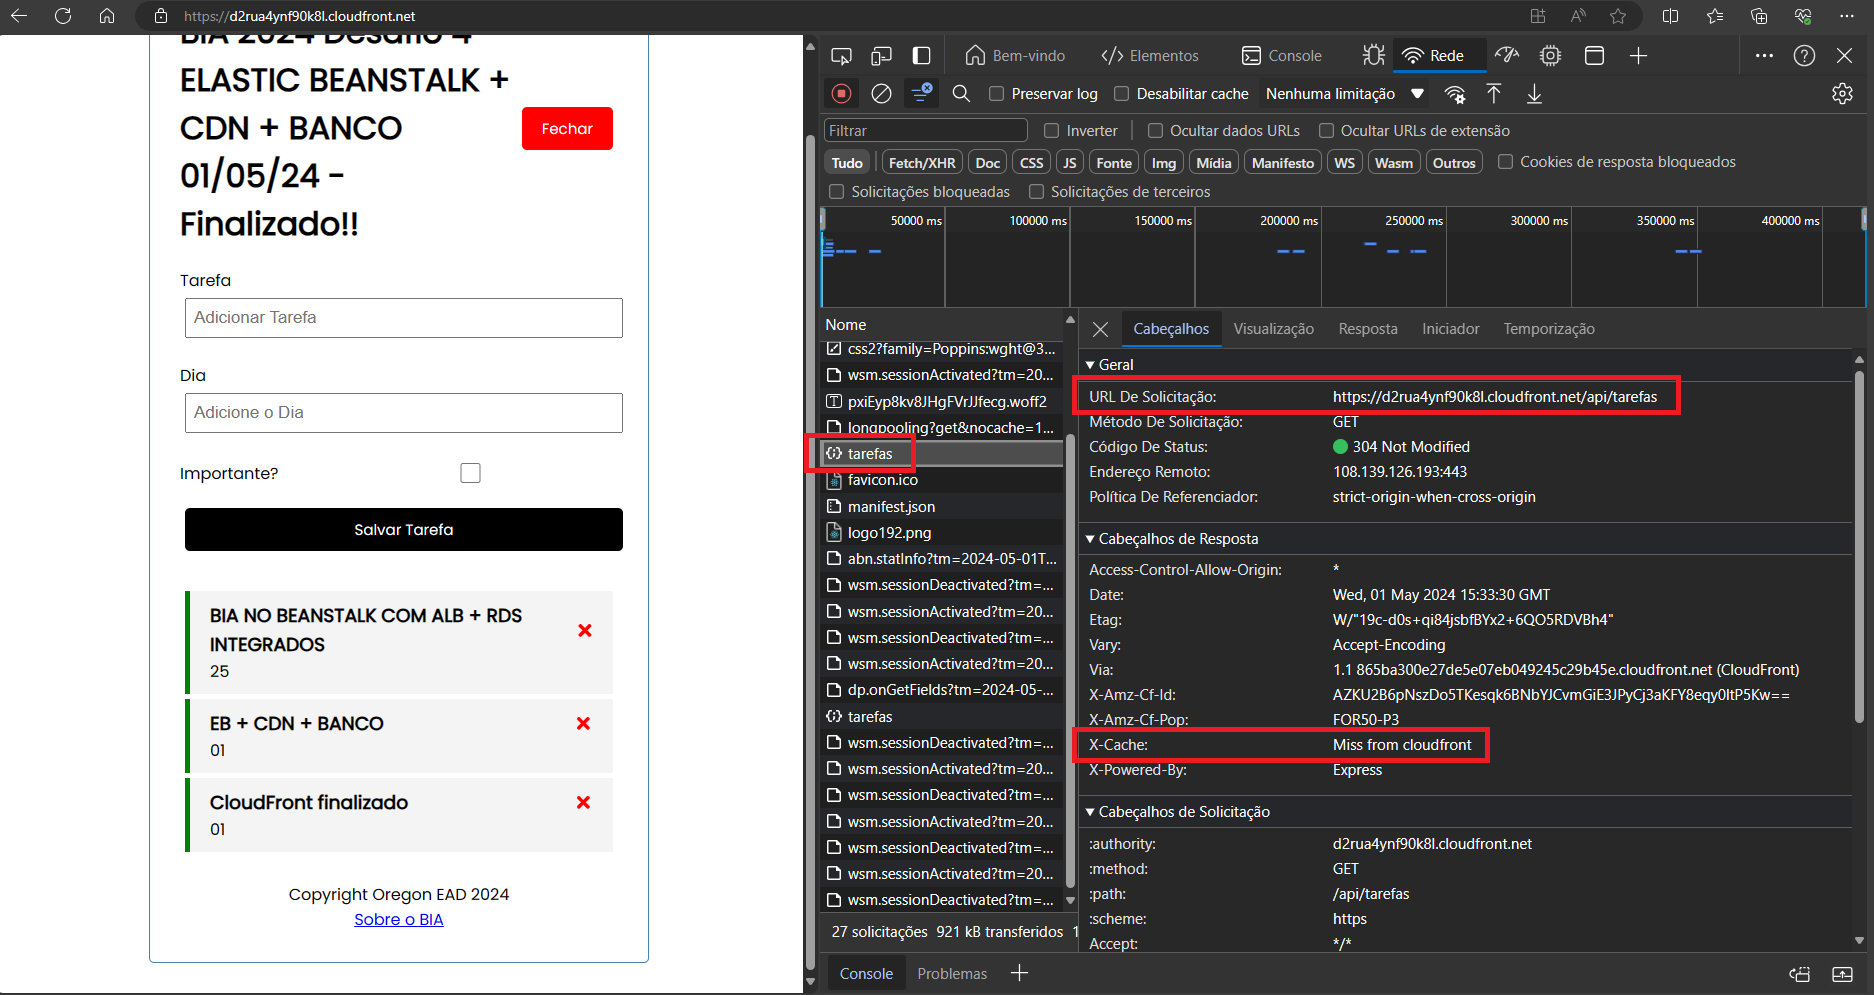 https://d2rua4ynf90k8l.cloudfront.net
BIA 2024 Desafio 4
ELASTIC BEANSTALK +
CDN + BANCO
01/05/24 -
Finalizado!!
Fechar
Tarefa
Adicionar Tarefa
Dia
Adicione o Dia
Importante?
Salvar Tarefa
BIA NO BEANSTALK COM ALB + RDS
INTEGRADOS
25
EB + CDN + BANCO
01
CloudFront finalizado
01
Copyright Oregon EAD 2024
Sobre o BIA
Bem-vindo
Elementos
Console
Rede
Preservar log
Desabilitar cache
Nenhuma limitação
Filtrar
Inverter
Ocultar dados URLs
Ocultar URLs de extensão
Tudo
Fetch/XHR
Doc
CSS
JS
Fonte
Img
Mídia
Manifesto
WS
Wasm
Outros
Cookies de resposta bloqueados
Solicitações bloqueadas
Solicitações de terceiros
50000 ms
100000 ms
150000 ms
200000 ms
250000 ms
300000 ms
350000 ms
400000 ms
Nome
css2?family=Poppins:wght@3...
wsm.sessionActivated?tm=20...
pxiEyp8kv8JHgFVrJJfecg.woff2
longpooling?get&nocache=1...
tarefas
favicon.ico
manifest.json
logo192.png
abn.statInfo?tm=2024-05-01T...
wsm.sessionDeactivated?tm=...
wsm.sessionActivated?tm=20...
wsm.sessionDeactivated?tm=...
wsm.sessionActivated?tm=20...
dp.onGetFields?tm=2024-05-...
tarefas
wsm.sessionDeactivated?tm=...
wsm.sessionActivated?tm=20...
wsm.sessionDeactivated?tm=...
wsm.sessionActivated?tm=20...
wsm.sessionDeactivated?tm=...
wsm.sessionActivated?tm=20...
wsm.sessionDeactivated?tm=...
27 solicitações 921 kB transferidos 1
Cabeçalhos
Visualização
Resposta
Iniciador
Temporização
Geral
URL De Solicitação: https://d2rua4ynf90k8l.cloudfront.net/api/tarefas
Método De Solicitação: GET
Código De Status: 304 Not Modified
Endereço Remoto: 108.139.126.193:443
Política De Referenciador: strict-origin-when-cross-origin
Cabeçalhos de Resposta
Access-Control-Allow-Origin: *
Date: Wed, 01 May 2024 15:33:30 GMT
Etag: W/"19c-d0s+qi84jsbfBYx2+6QO5RDVBh4"
Vary: Accept-Encoding
Via: 1.1 865ba300e27de5e07eb049245c29b45e.cloudfront.net (CloudFront)
X-Amz-Cf-Id: AZKU2B6pNszDo5TKesqk6BNbYJCvmGiE3JPyCj3aKFY8eqy0ItP5Kw==
X-Amz-Cf-Pop: FOR50-P3
X-Cache: Miss from cloudfront
X-Powered-By: Express
Cabeçalhos de Solicitação
:authority: d2rua4ynf90k8l.cloudfront.net
:method: GET
:path: /api/tarefas
:scheme: https
Accept: */*
Console
Problemas